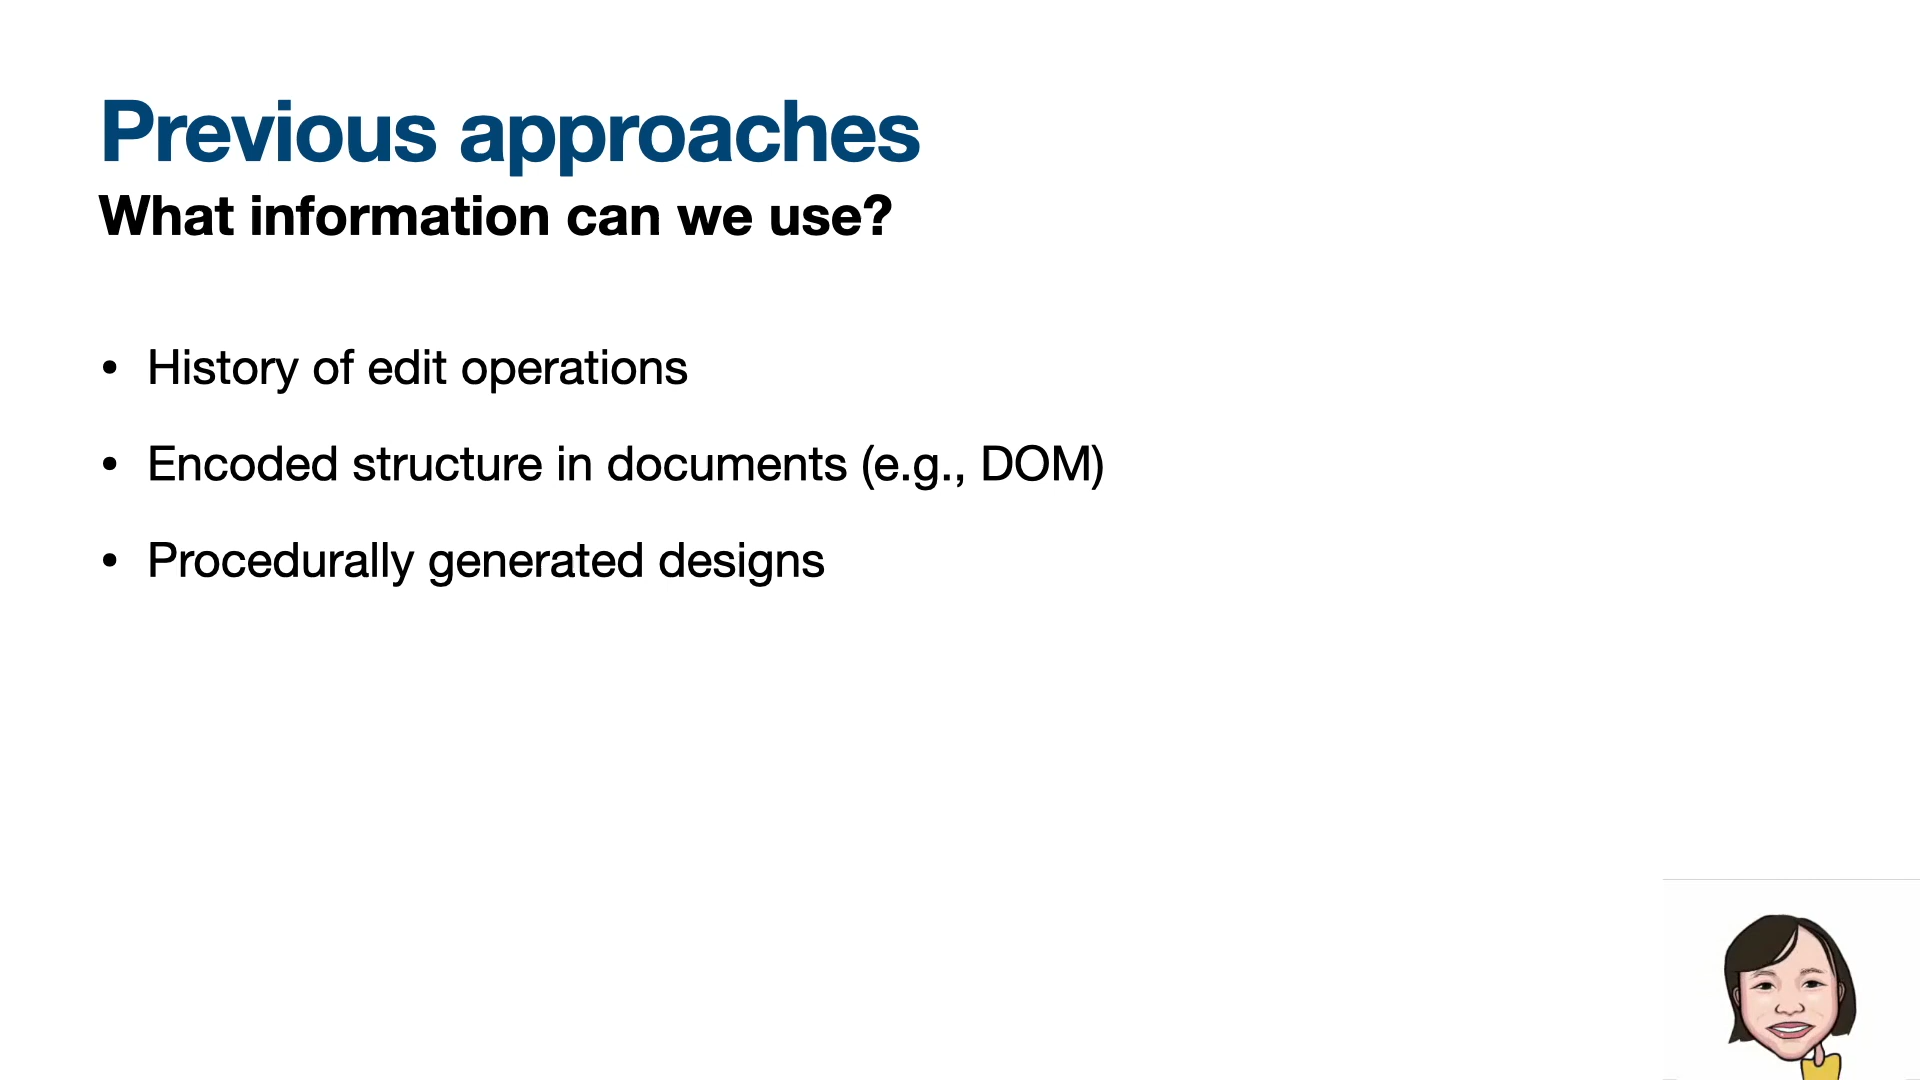 Previous approaches
What information can we use?
• History of edit operations
• Encoded structure in documents (e.g., DOM)
• Procedurally generated designs